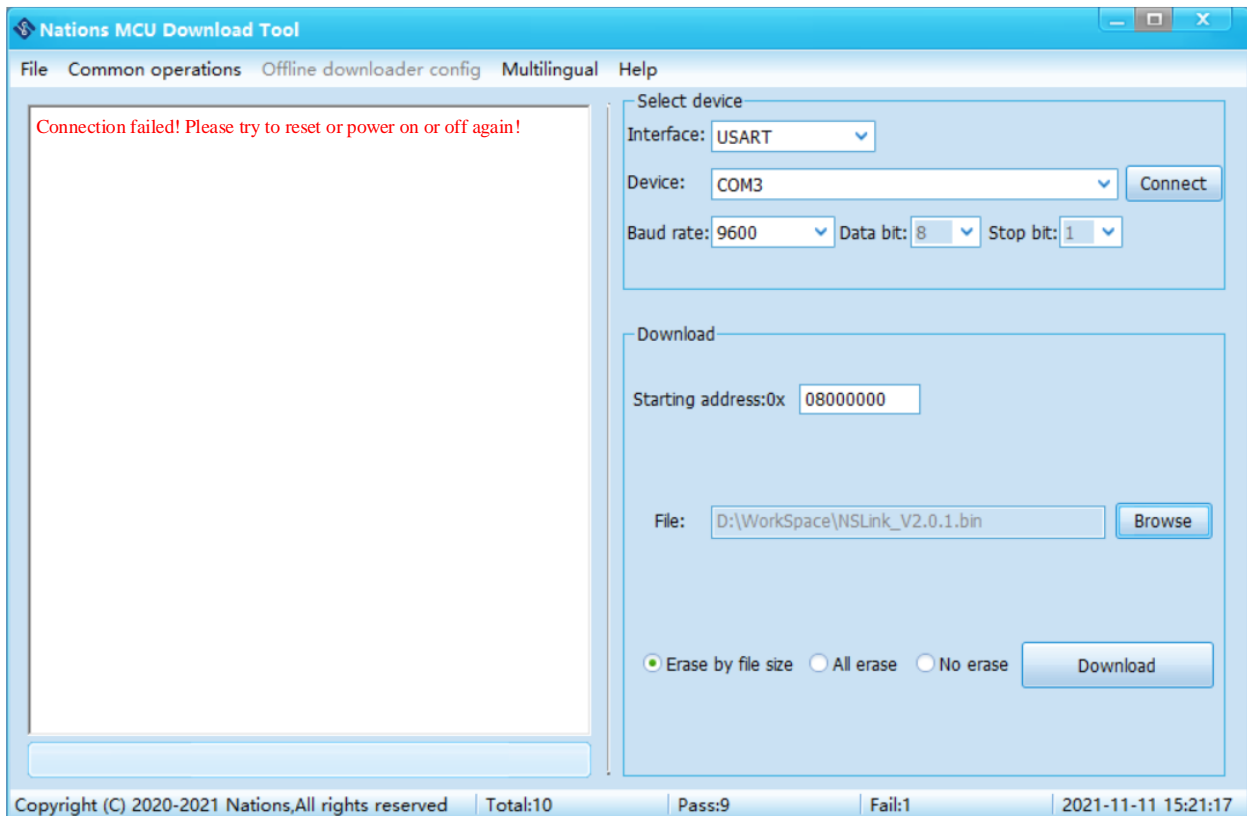 Nations MCU Download Tool
File Common operations Offline downloader config Multilingual Help
Connection failed! Please try to reset or power on or off again!
Select device
Interface: USART
Device: COM3 Connect
Baud rate: 9600 Data bit: 8 Stop bit: 1
Download
Starting address:0x 08000000
File: D:\WorkSpace\NSLink_V2.0.1.bin Browse
Erase by file size All erase No erase Download
Copyright (C) 2020-2021 Nations,All rights reserved Total:10 Pass:9 Fail:1 2021-11-11 15:21:17